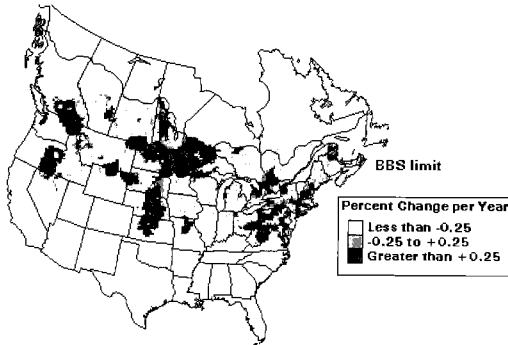 BBS limit
Percent Change per Year
Less than -0.25
-0.25 to +0.25
Greater than +0.25